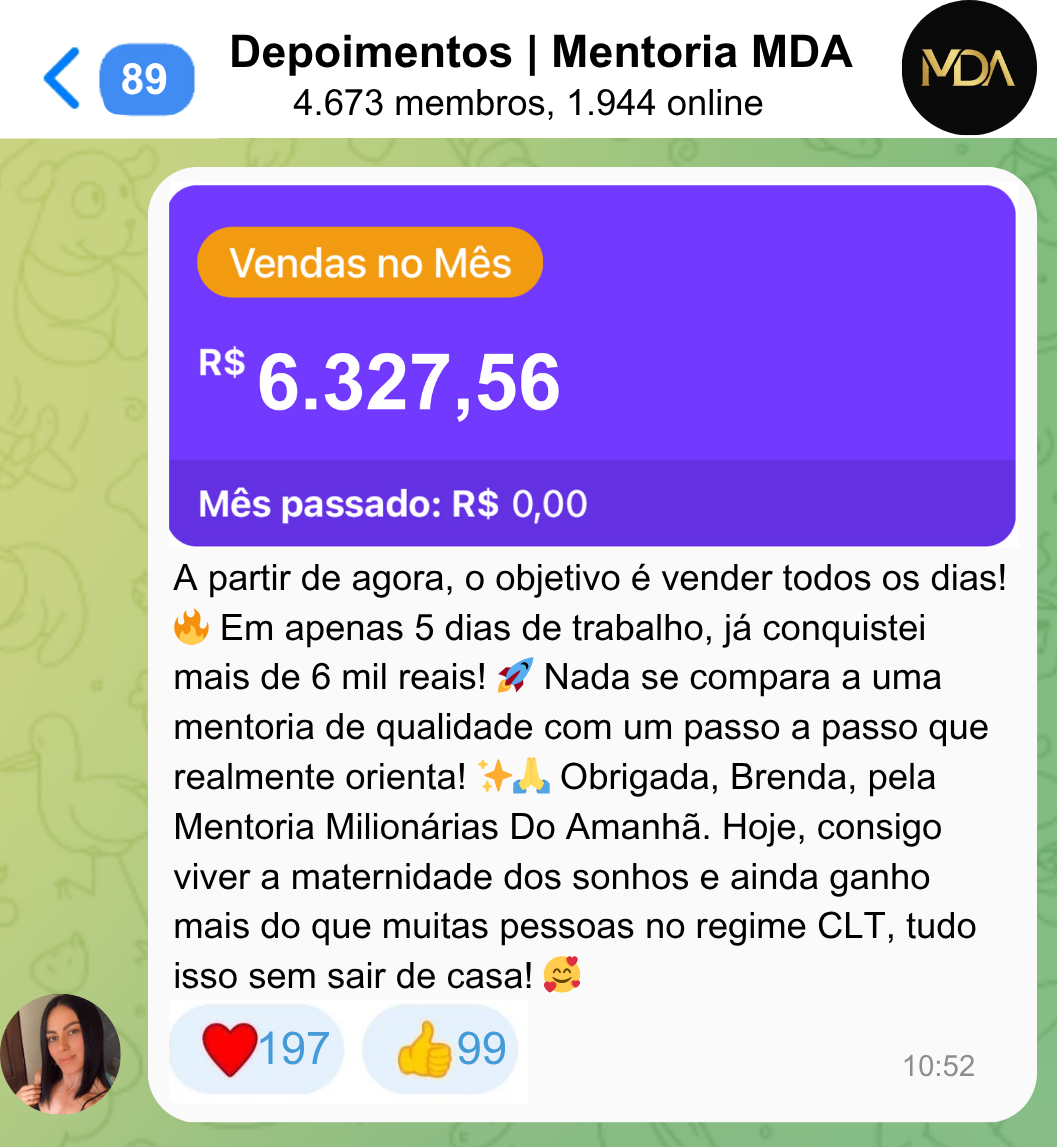 89
Depoimentos | Mentoria MDA
4.673 membros, 1.944 online
MDA
Vendas no Mês
R$ 6.327,56
Mês passado: R$ 0,00
A partir de agora, o objetivo é vender todos os dias!
🔥 Em apenas 5 dias de trabalho, já conquistei
mais de 6 mil reais! 🚀 Nada se compara a uma
mentoria de qualidade com um passo a passo que
realmente orienta! ✨🙏 Obrigada, Brenda, pela
Mentoria Milionárias Do Amanhã. Hoje, consigo
viver a maternidade dos sonhos e ainda ganho
mais do que muitas pessoas no regime CLT, tudo
isso sem sair de casa! 🥰
❤️197 👍99
10:52